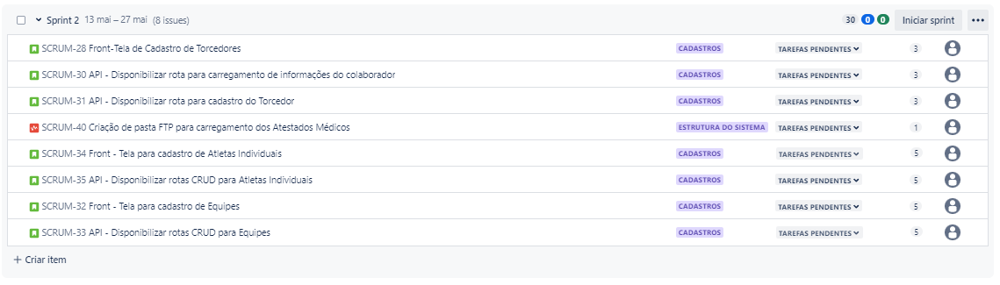 Sprint 2 13 mai – 27 mai (8 issues) 30 0 0 Iniciar sprint
SCRUM-28 Front-Tela de Cadastro de Torcedores CADASTROS TAREFAS PENDENTES 3
SCRUM-30 API - Disponibilizar rota para carregamento de informações do colaborador CADASTROS TAREFAS PENDENTES 3
SCRUM-31 API - Disponibilizar rota para cadastro do Torcedor CADASTROS TAREFAS PENDENTES 3
SCRUM-40 Criação de pasta FTP para carregamento dos Atestados Médicos ESTRUTURA DO SISTEMA TAREFAS PENDENTES 1
SCRUM-34 Front - Tela para cadastro de Atletas Individuais CADASTROS TAREFAS PENDENTES 5
SCRUM-35 API - Disponibilizar rotas CRUD para Atletas Individuais CADASTROS TAREFAS PENDENTES 5
SCRUM-32 Front - Tela para cadastro de Equipes CADASTROS TAREFAS PENDENTES 5
SCRUM-33 API - Disponibilizar rotas CRUD para Equipes CADASTROS TAREFAS PENDENTES 5
+ Criar item